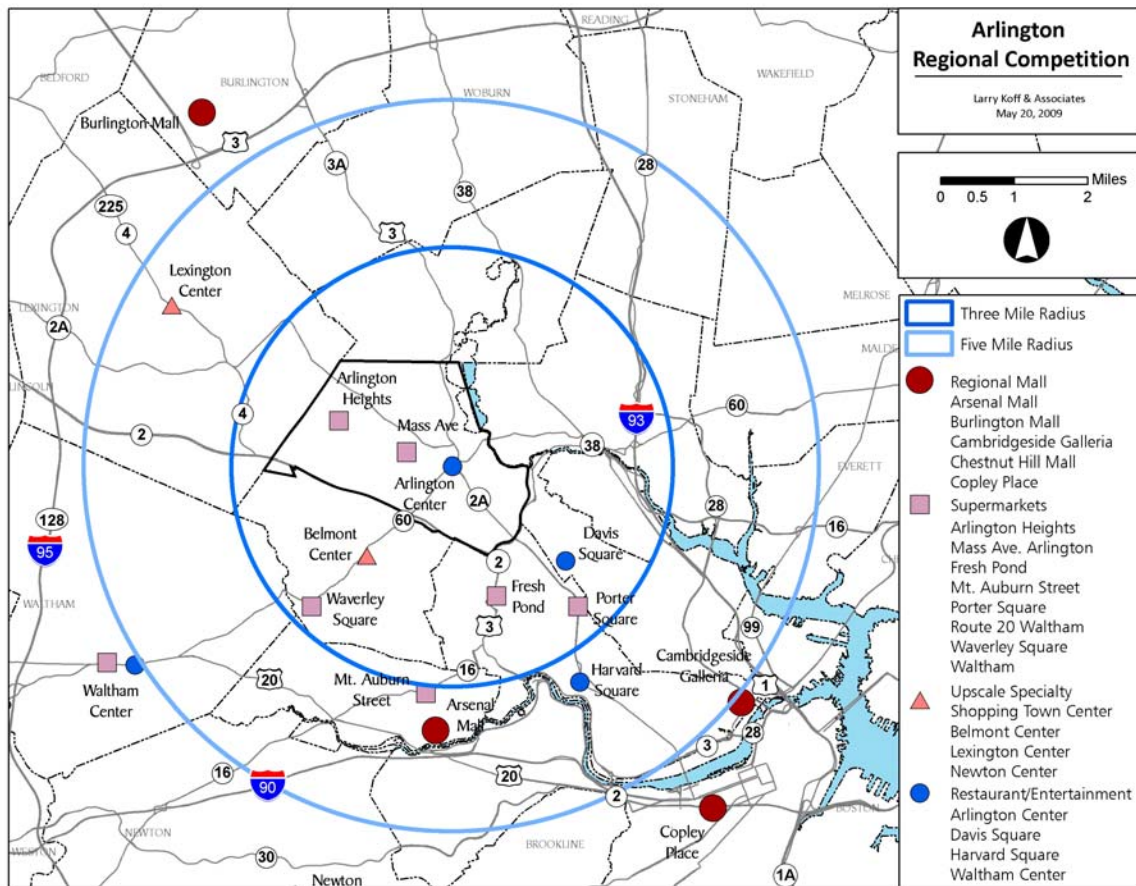 Arlington
Regional Competition
Larry Koff & Associates
May 20, 2009
Miles
0 0.5 1 2
Three Mile Radius
Five Mile Radius
Regional Mall
Arsenal Mall
Burlington Mall
Cambridgeside Galleria
Chestnut Hill Mall
Copley Place
Supermarkets
Arlington Heights
Mass Ave. Arlington
Fresh Pond
Mt. Auburn Street
Porter Square
Route 20 Waltham
Waverley Square
Waltham
Upscale Specialty
Shopping Town Center
Belmont Center
Lexington Center
Newton Center
Restaurant/Entertainment
Arlington Center
Davis Square
Harvard Square
Waltham Center
READING
BEDFORD
BURLINGTON
WOBURN
STONEHAM
WAKEFIELD
Burlington Mall
3
3A
28
38
225
4
3
Lexington
Center
LEXINGTON
2A
MELROSE
MALDE
LINCOLN
Arlington
Heights
4
Mass Ave
93
60
2
38
EVERETT
Arlington
Center
2A
28
16
128
95
60
Belmont
Center
2
Davis
Square
WALTHAM
Waverley
Square
Fresh
Pond
Porter
Square
3
99
Cambridgeside
Galleria
16
Harvard
Square
1
Waltham
Center
20
Mt. Auburn
Street
Arsenal
Mall
28
3
16
90
20
2
NEWTON
WESTON
BROOKLINE
Copley
Place
BOSTON
30
Newton
1A